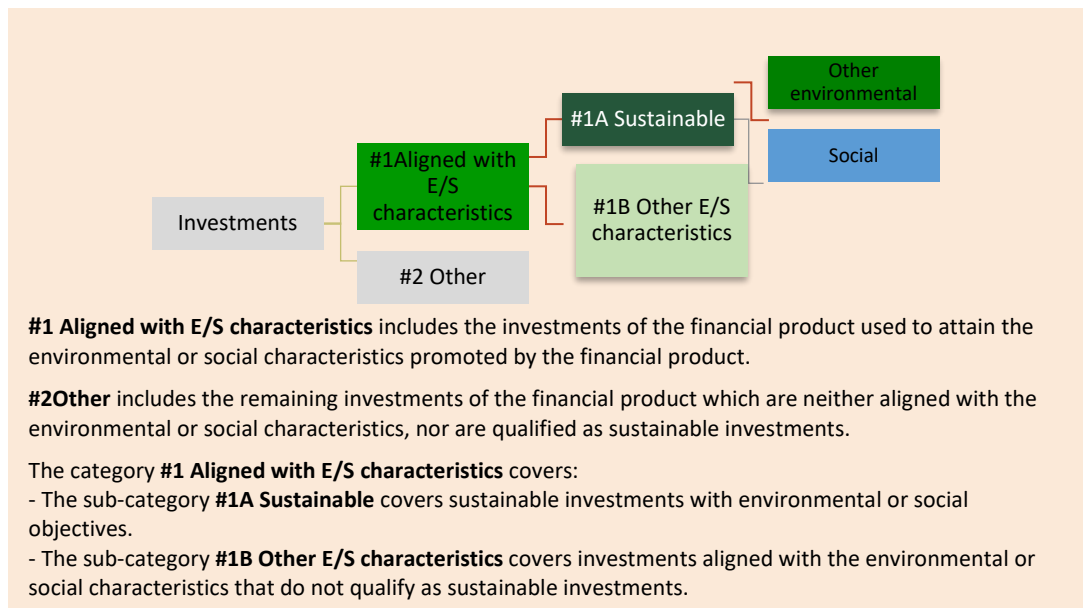 Other
environmental
#1A Sustainable
Social
#1Aligned with
E/S
characteristics
#1B Other E/S
characteristics
Investments
#2 Other
#1 Aligned with E/S characteristics includes the investments of the financial product used to attain the
environmental or social characteristics promoted by the financial product.
#2Other includes the remaining investments of the financial product which are neither aligned with the
environmental or social characteristics, nor are qualified as sustainable investments.
The category #1 Aligned with E/S characteristics covers:
- The sub-category #1A Sustainable covers sustainable investments with environmental or social
objectives.
- The sub-category #1B Other E/S characteristics covers investments aligned with the environmental or
social characteristics that do not qualify as sustainable investments.